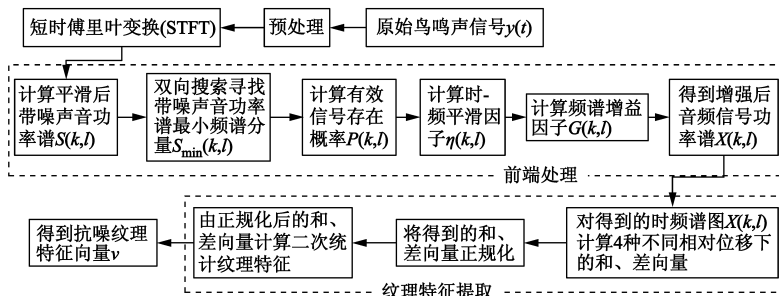 短时傅里叶变换(STFT)
预处理
原始鸟鸣声信号y(t)
计算平滑后
带噪声音功
率谱S(k,l)
双向搜索寻找
带噪声音功率
谱最小频谱分
量Smin(k,l)
计算有效
信号存在
概率P(k,l)
计算时-
频平滑因
子η(k,l)
计算频谱增益
因子G(k,l)
得到增强后
音频信号功
率谱X(k,l)
前端处理
得到抗噪纹理
特征向量v
由正规化后的和、
差向量计算二次统
计纹理特征
将得到的和、
差向量正规化
对得到的时频谱图X(k,l)
计算4种不同相对位移下
的和、差向量
纹理特征提取